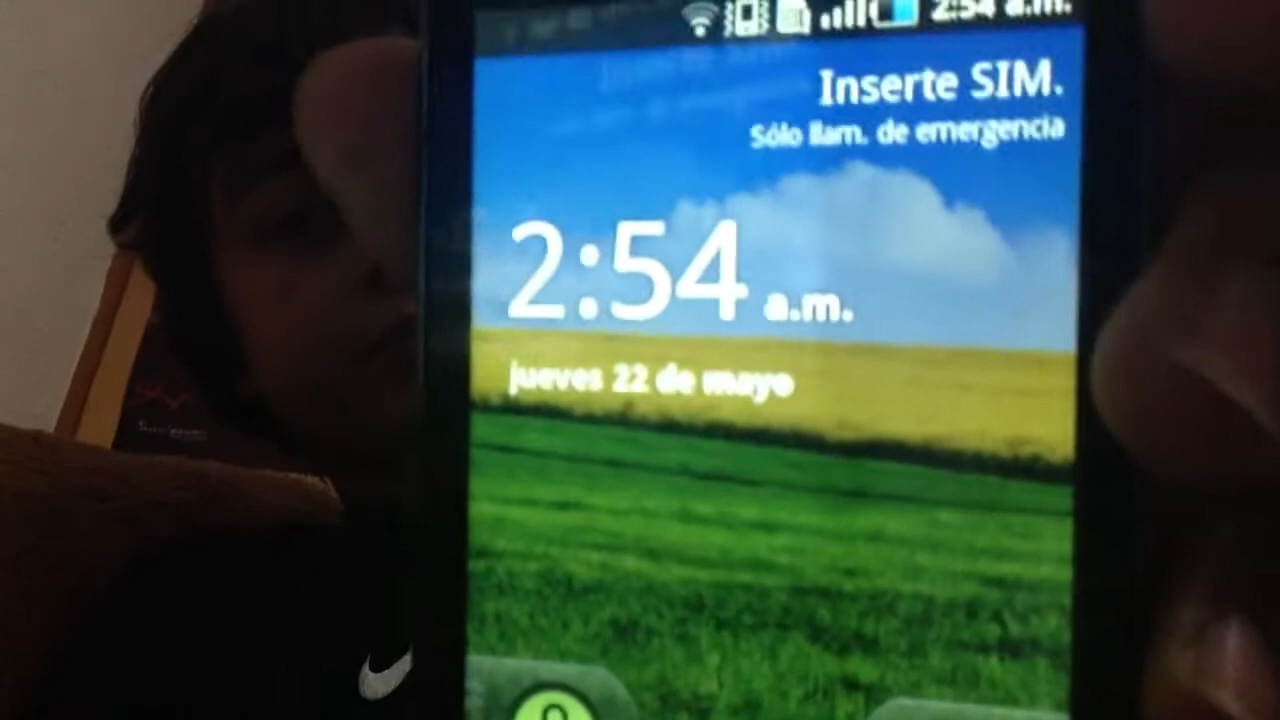 2:54 a.m.
Inserte SIM.
Sólo llam. de emergencia
2:54 a.m.
jueves 22 de mayo